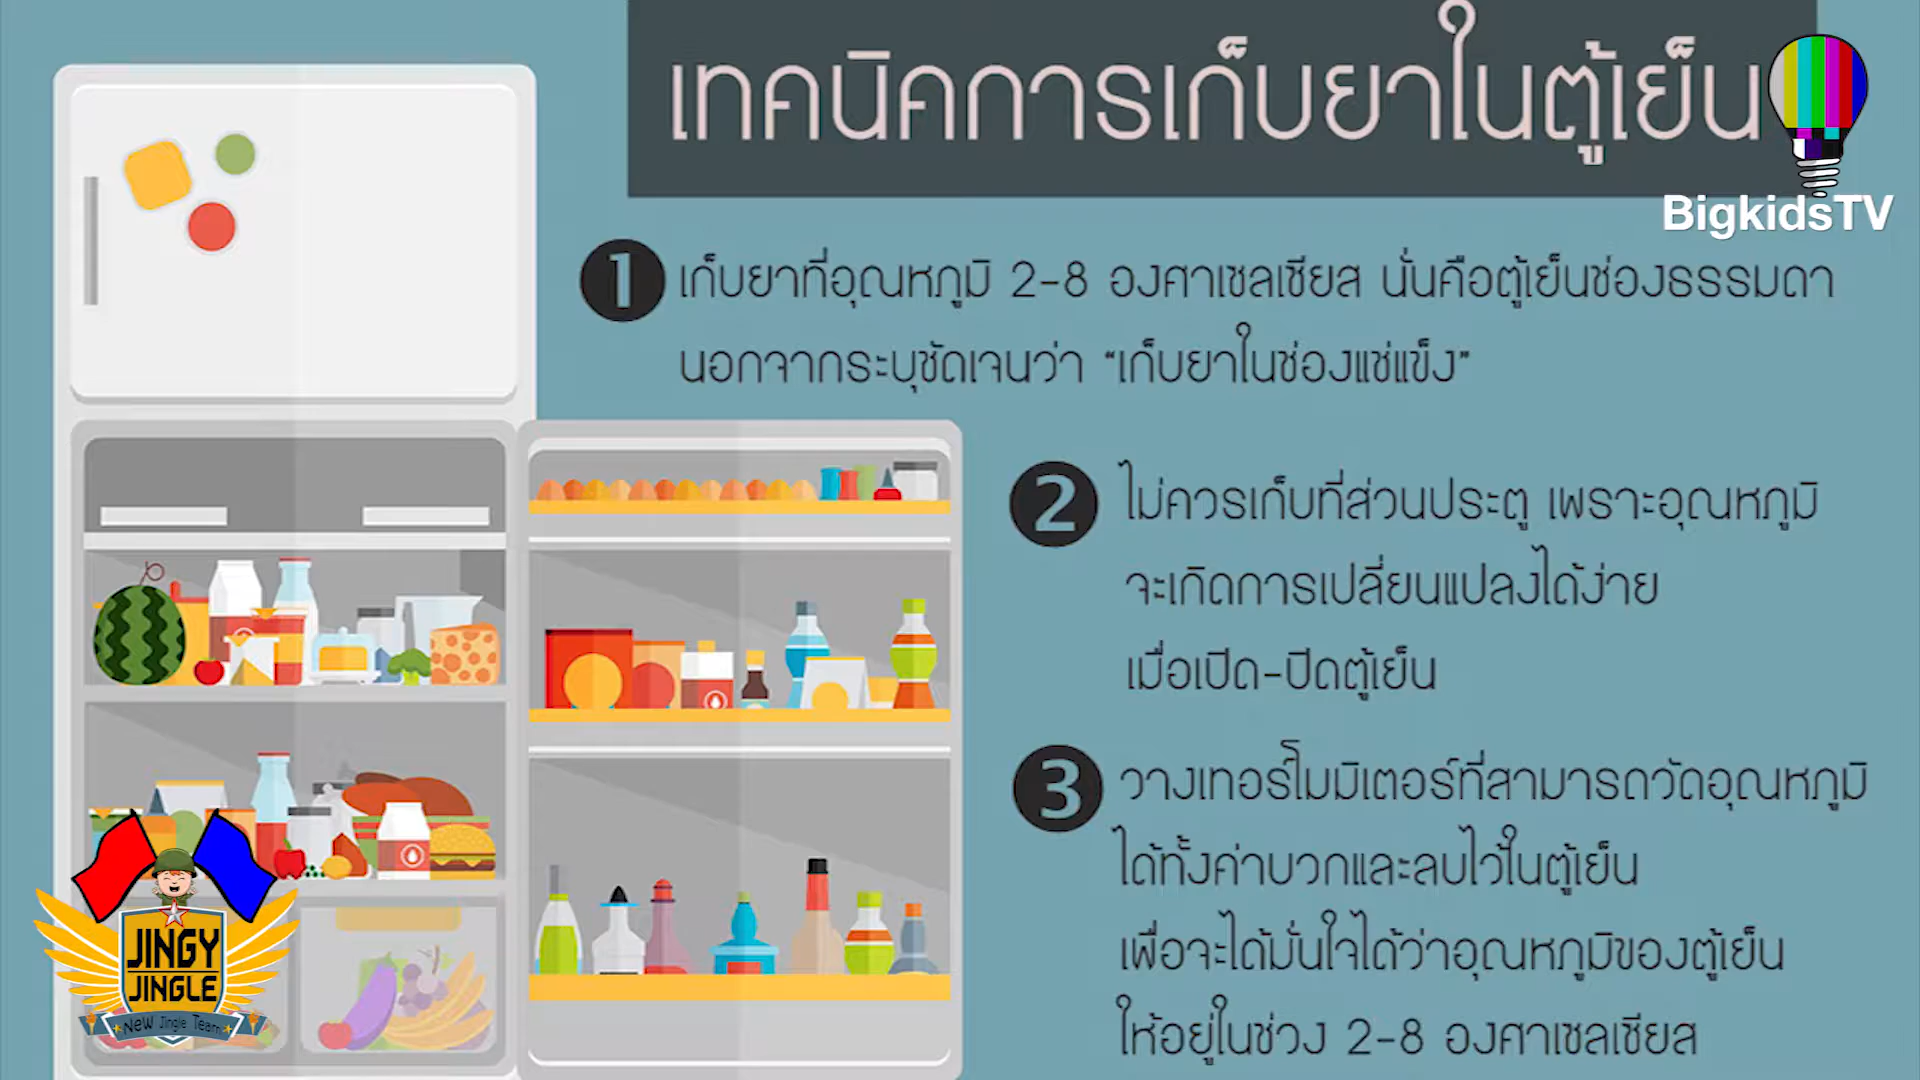 เทคนิคการเก็บยาในตู้เย็น
BigkidsTV
1 เก็บยาที่อุณหภูมิ 2-8 องศาเซลเซียส นั่นคือตู้เย็นช่องธรรมดา
นอกจากระบุชัดเจนว่า “เก็บยาในช่องแช่แข็ง”
2 ไม่ควรเก็บที่ส่วนประตู เพราะอุณหภูมิ
จะเกิดการเปลี่ยนแปลงได้ง่าย
เมื่อเปิด-ปิดตู้เย็น
3 วางเทอร์โมมิเตอร์ที่สามารถวัดอุณหภูมิ
ได้ทั้งค่าบวกและลบไว้ในตู้เย็น
เพื่อจะได้มั่นใจได้ว่าอุณหภูมิของตู้เย็น
ให้อยู่ในช่วง 2-8 องศาเซลเซียส
JINGY
JINGLE
NeW Jingle Team